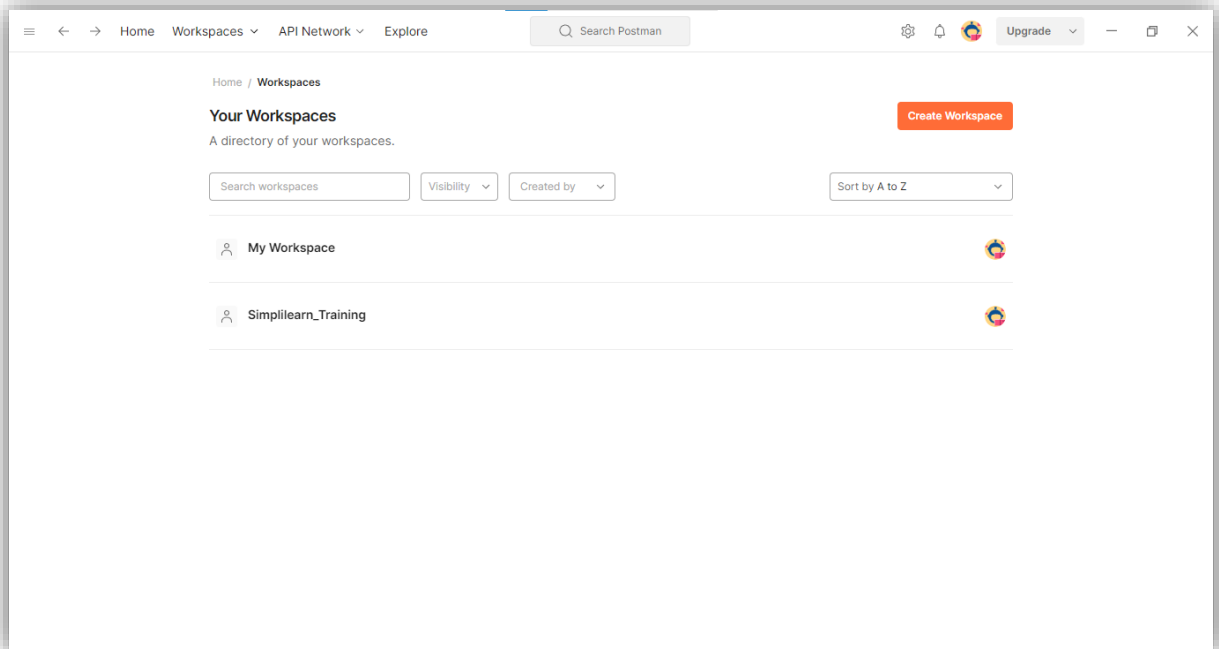 Home Workspaces API Network Explore Search Postman Upgrade
Home / Workspaces
Your Workspaces Create Workspace
A directory of your workspaces.
Search workspaces Visibility Created by Sort by A to Z
My Workspace
Simplilearn_Training